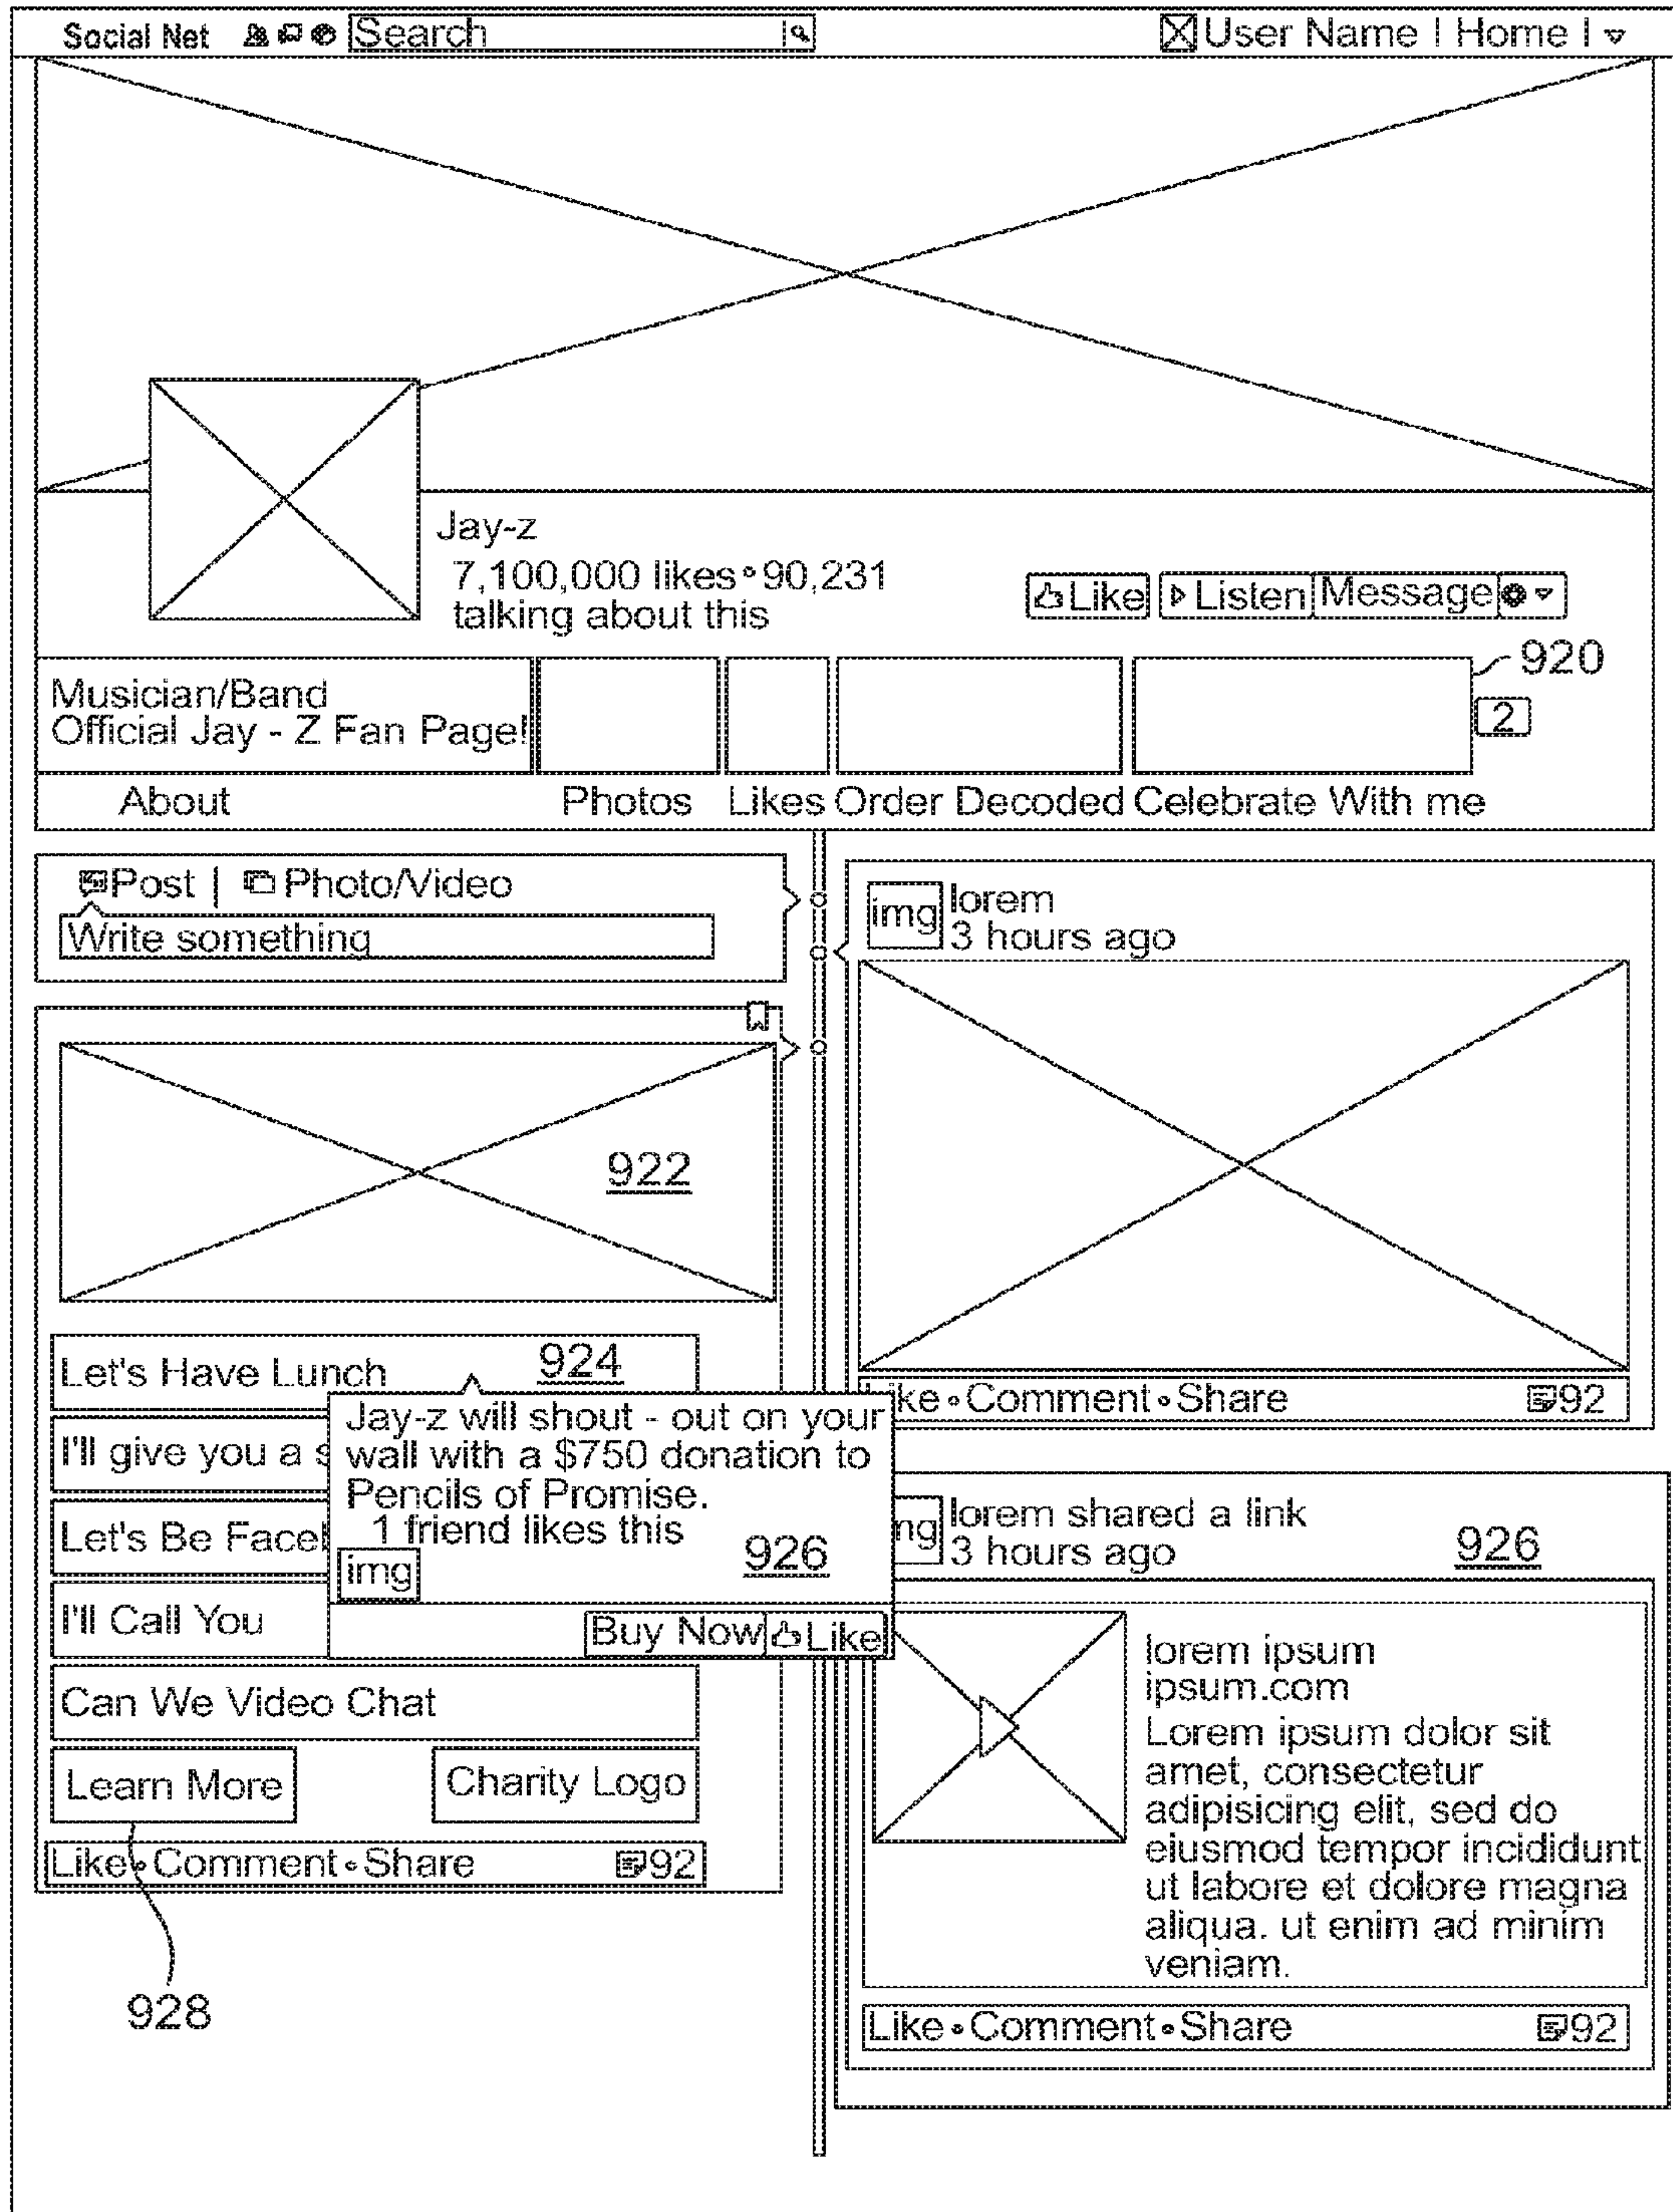 Social Net Search User Name | Home | 
Jay-z
7,100,000 likes•90,231
talking about this
Like Listen Message
920
Musician/Band
Official Jay - Z Fan Page!
2
About Photos Likes Order Decoded Celebrate With me
Post | Photo/Video
Write something
922
Let's Have Lunch 924
I'll give you a
Let's Be
I'll Call You
Jay-z will shout - out on your
wall with a $750 donation to
Pencils of Promise.
1 friend likes this
img
926
Buy Now Like
Can We Video Chat
Learn More Charity Logo
Like•Comment•Share 92
928
img lorem
3 hours ago
Comment•Share 92
lorem shared a link
3 hours ago
926
lorem ipsum
ipsum.com
Lorem ipsum dolor sit
amet, consectetur
adipisicing elit, sed do
eiusmod tempor incididunt
ut labore et dolore magna
aliqua. ut enim ad minim
veniam.
Like•Comment•Share 92